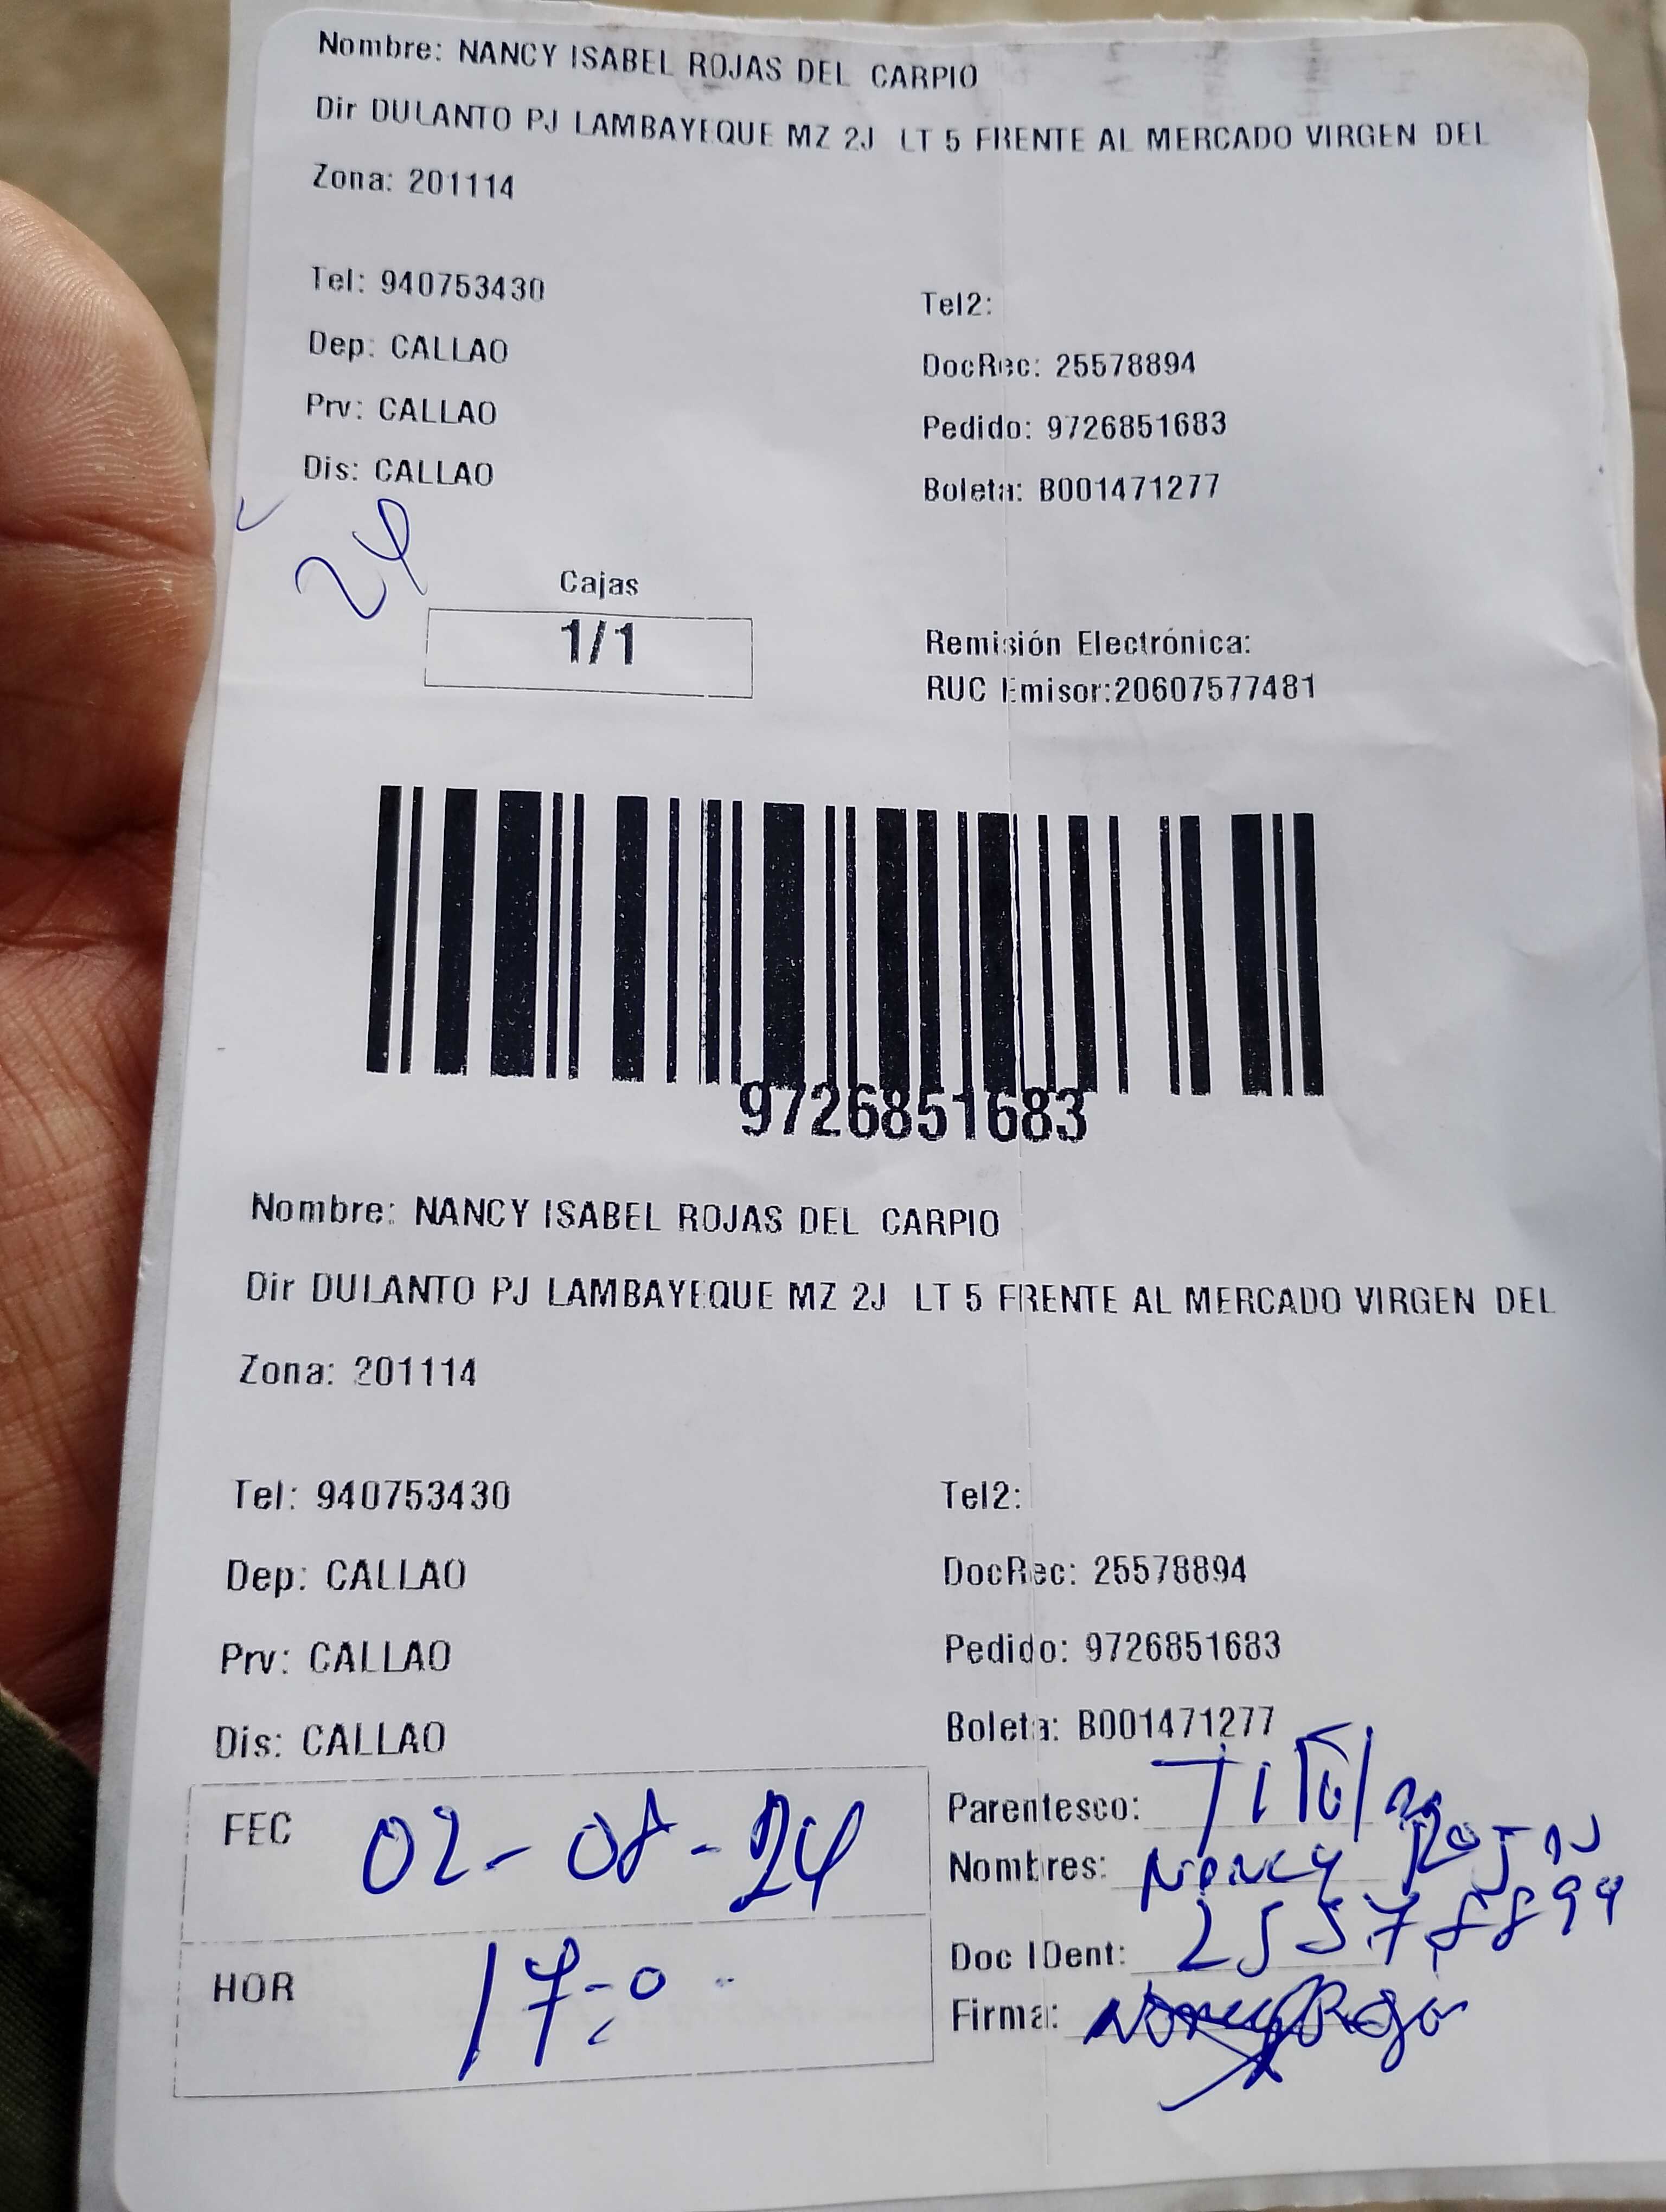 Nombre: NANCY ISABEL ROJAS DEL CARPIO
Dir DULANTO PJ LAMBAYEQUE MZ 2J LT 5 FRENTE AL MERCADO VIRGEN DEL
Zona: 201114
Tel: 940753430
Tel2:
Dep: CALLAO
DocRec: 25578894
Prv: CALLAO
Pedido: 9726851683
Dis: CALLAO
Boleta: B001471277
24
Cajas
1/1
Remisión Electrónica:
RUC Emisor:20607577481
9726851683
Nombre: NANCY ISABEL ROJAS DEL CARPIO
Dir DULANTO PJ LAMBAYEQUE MZ 2J LT 5 FRENTE AL MERCADO VIRGEN DEL
Zona: 201114
Tel: 940753430
Tel2:
Dep: CALLAO
DocRec: 25578894
Prv: CALLAO
Pedido: 9726851683
Dis: CALLAO
Boleta: B001471277
FEC 02-08-24
Parentesco:
Nombres: Nancy Rojas
HOR
Doc IDent: 25578894
Firma: Nancy Rojas